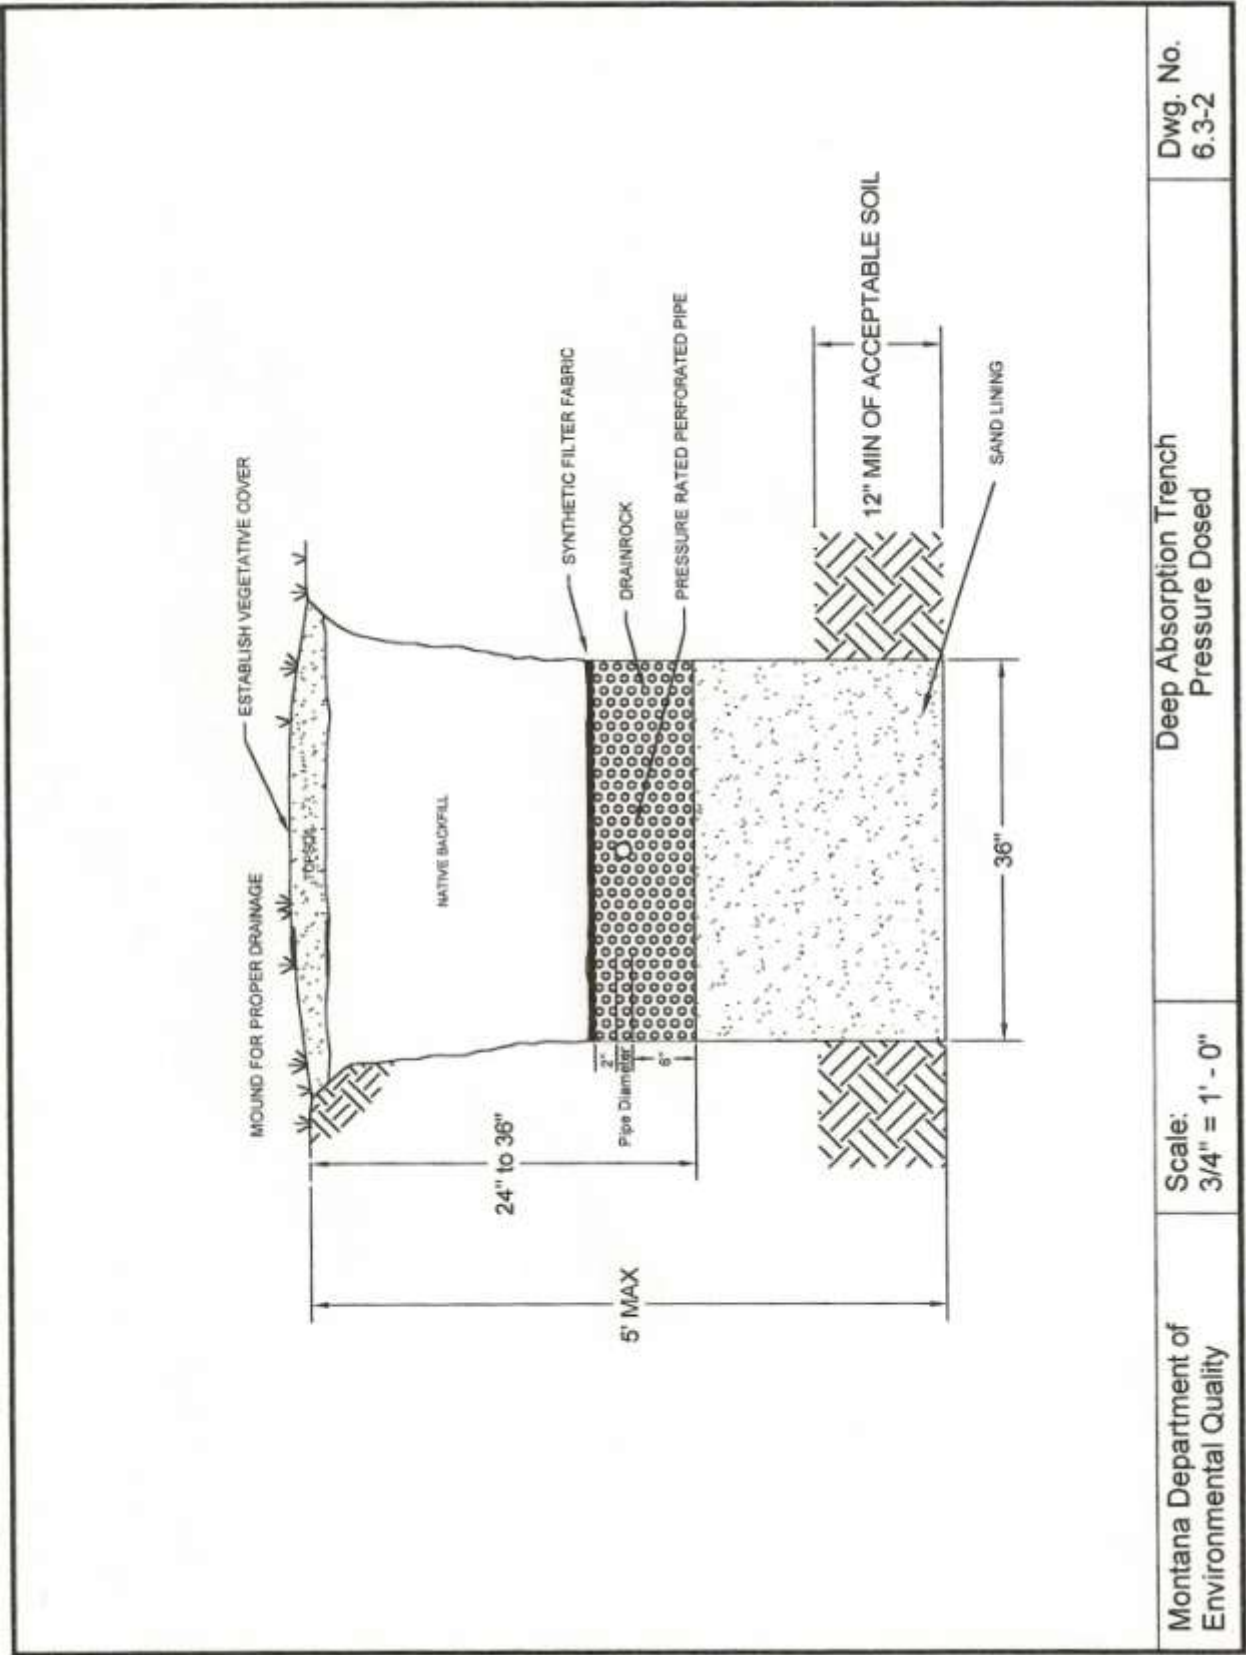 MOUND FOR PROPER DRAINAGE
ESTABLISH VEGETATIVE COVER
TOPSOIL
NATIVE BACKFILL
24" to 36"
5' MAX
2"
Pipe Diameter
6"
SYNTHETIC FILTER FABRIC
DRAINROCK
PRESSURE RATED PERFORATED PIPE
12" MIN OF ACCEPTABLE SOIL
SAND LINING
36"
Montana Department of
Environmental Quality
Scale:
3/4" = 1' - 0"
Deep Absorption Trench
Pressure Dosed
Dwg. No.
6.3-2